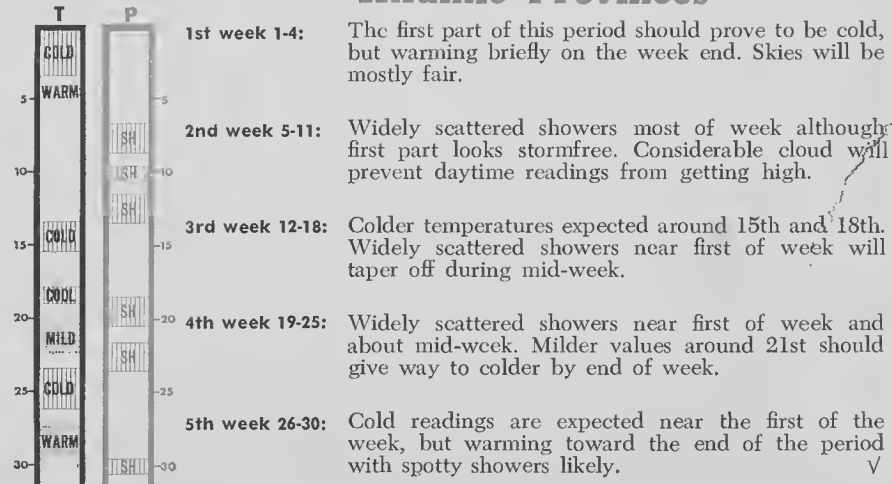 T P
1st week 1-4: The first part of this period should prove to be cold,
but warming briefly on the week end. Skies will be
mostly fair.
2nd week 5-11: Widely scattered showers most of week although
first part looks stormfree. Considerable cloud will
prevent daytime readings from getting high.
3rd week 12-18: Colder temperatures expected around 15th and 18th.
Widely scattered showers near first of week will
taper off during mid-week.
4th week 19-25: Widely scattered showers near first of week and
about mid-week. Milder values around 21st should
give way to colder by end of week.
5th week 26-30: Cold readings are expected near the first of the
week, but warming toward the end of the period
with spotty showers likely.
COLD
WARM
5
10
COLD
15
COOL
20
MILD
COLD
25
WARM
30
5
SH
SH
10
SH
15
SH
20
SH
25
SH
30